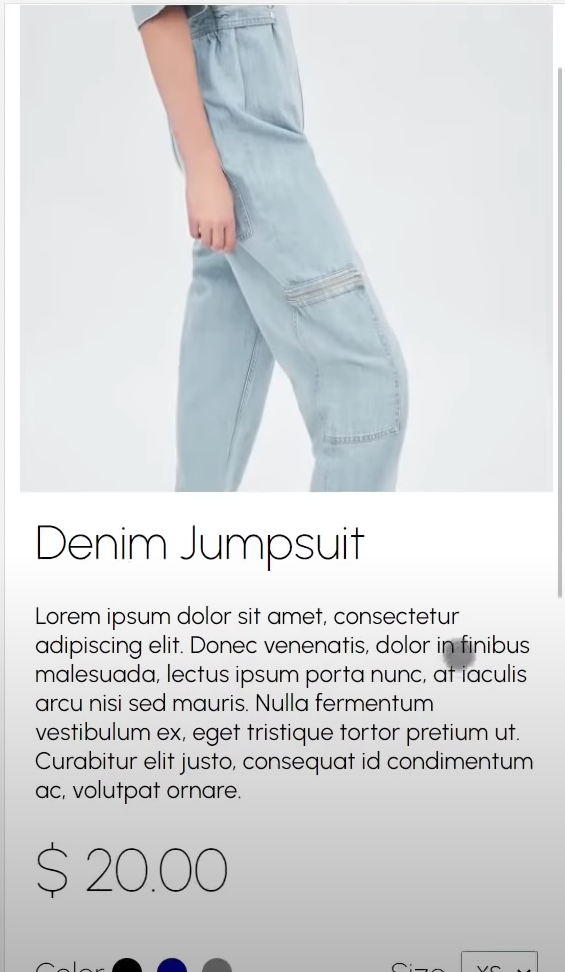 Denim Jumpsuit
Lorem ipsum dolor sit amet, consectetur
adipiscing elit. Donec venenatis, dolor in finibus
malesuada, lectus ipsum porta nunc, at iaculis
arcu nisi sed mauris. Nulla fermentum
vestibulum ex, eget tristique tortor pretium ut.
Curabitur elit justo, consequat id condimentum
ac, volutpat ornare.
$ 20.00
Color Size XS